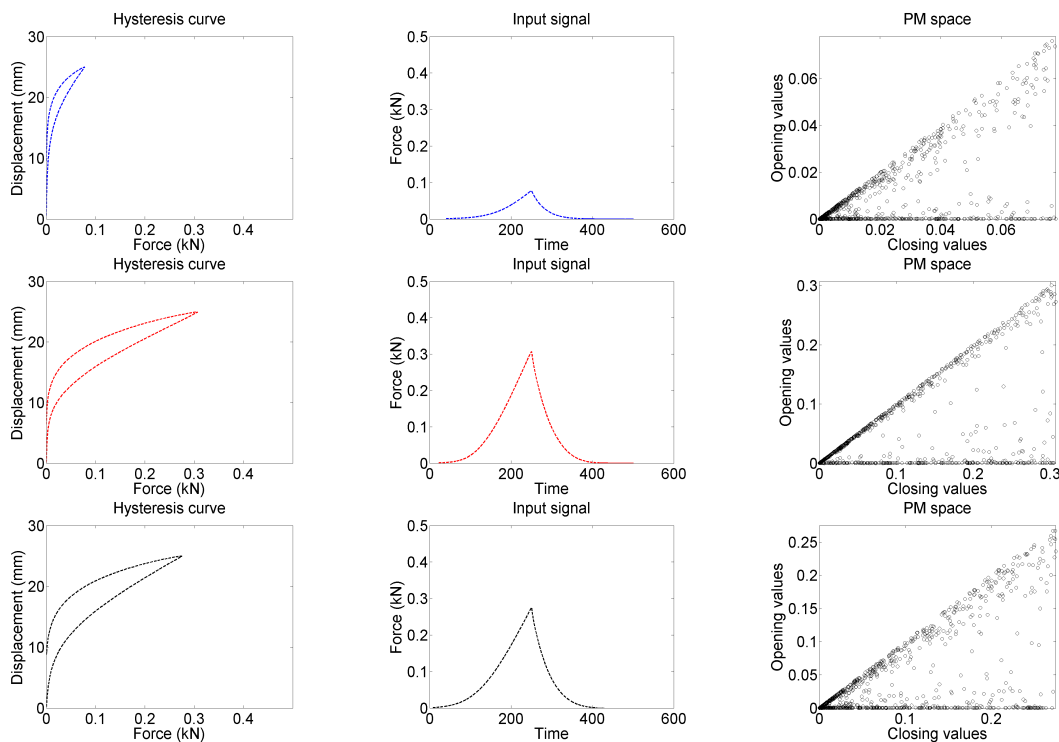 Hysteresis curve
Displacement (mm)
30
20
10
0
0 0.1 0.2 0.3 0.4
Force (kN)
Input signal
Force (kN)
0.5
0.4
0.3
0.2
0.1
0
0 200 400 600
Time
PM space
Opening values
0.06
0.04
0.02
0
0 0.02 0.04 0.06
Closing values
Hysteresis curve
Displacement (mm)
30
20
10
0
0 0.1 0.2 0.3 0.4
Force (kN)
Input signal
Force (kN)
0.5
0.4
0.3
0.2
0.1
0
0 200 400 600
Time
PM space
Opening values
0.3
0.2
0.1
0
0 0.1 0.2 0.3
Closing values
Hysteresis curve
Displacement (mm)
30
20
10
0
0 0.1 0.2 0.3 0.4
Force (kN)
Input signal
Force (kN)
0.5
0.4
0.3
0.2
0.1
0
0 200 400 600
Time
PM space
Opening values
0.25
0.2
0.15
0.1
0.05
0
0 0.1 0.2
Closing values